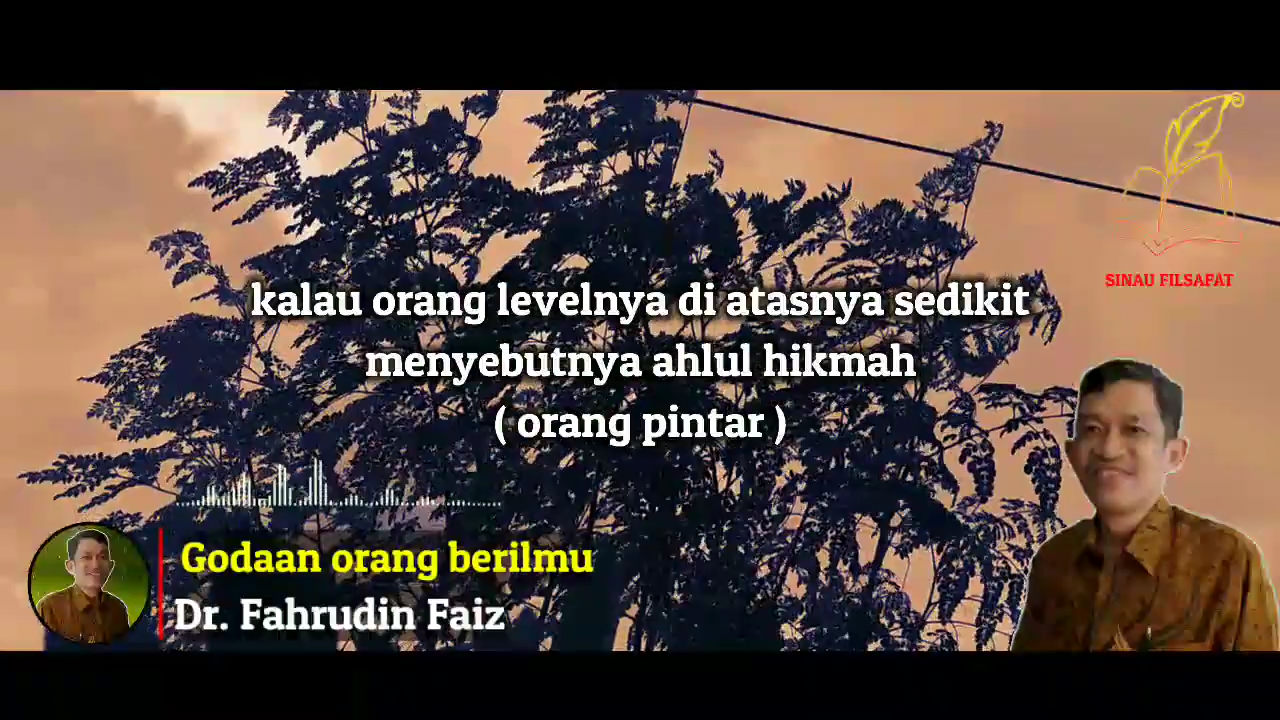 SINAU FILSAFAT
kalau orang levelnya di atasnya sedikit
menyebutnya ahlul hikmah
( orang pintar )
Godaan orang berilmu
Dr. Fahrudin Faiz